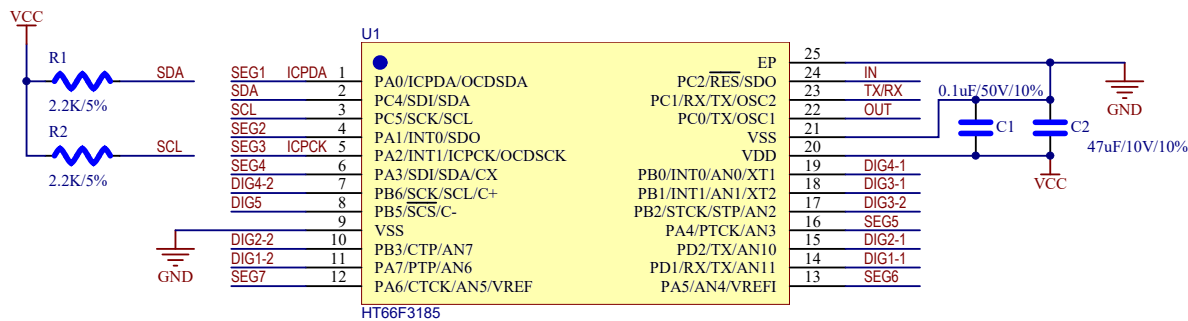 VCC
R1
SDA
2.2K/5%
R2
SCL
2.2K/5%
GND
U1
SEG1 ICPDA 1 PA0/ICPDA/OCDSDA
SDA 2 PC4/SDI/SDA
SCL 3 PC5/SCK/SCL
SEG2 4 PA1/INT0/SDO
SEG3 ICPCK 5 PA2/INT1/ICPCK/OCDSCK
SEG4 6 PA3/SDI/SDA/CX
DIG4-2 7 PB6/SCK/SCL/C+
DIG5 8 PB5/SCS/C-
9 VSS
DIG2-2 10 PB3/CTP/AN7
DIG1-2 11 PA7/PTP/AN6
SEG7 12 PA6/CTCK/AN5/VREF
EP 25
PC2/RES/SDO 24 IN
PC1/RX/TX/OSC2 23 TX/RX
PC0/TX/OSC1 22 OUT
VSS 21
VDD 20
PB0/INT0/AN0/XT1 19 DIG4-1
PB1/INT1/AN1/XT2 18 DIG3-1
PB2/STCK/STP/AN2 17 DIG3-2
PA4/PTCK/AN3 16 SEG5
PD2/TX/AN10 15 DIG2-1
PD1/RX/TX/AN11 14 DIG1-1
PA5/AN4/VREFI 13 SEG6
HT66F3185
0.1uF/50V/10%
GND
C1
C2
47uF/10V/10%
VCC